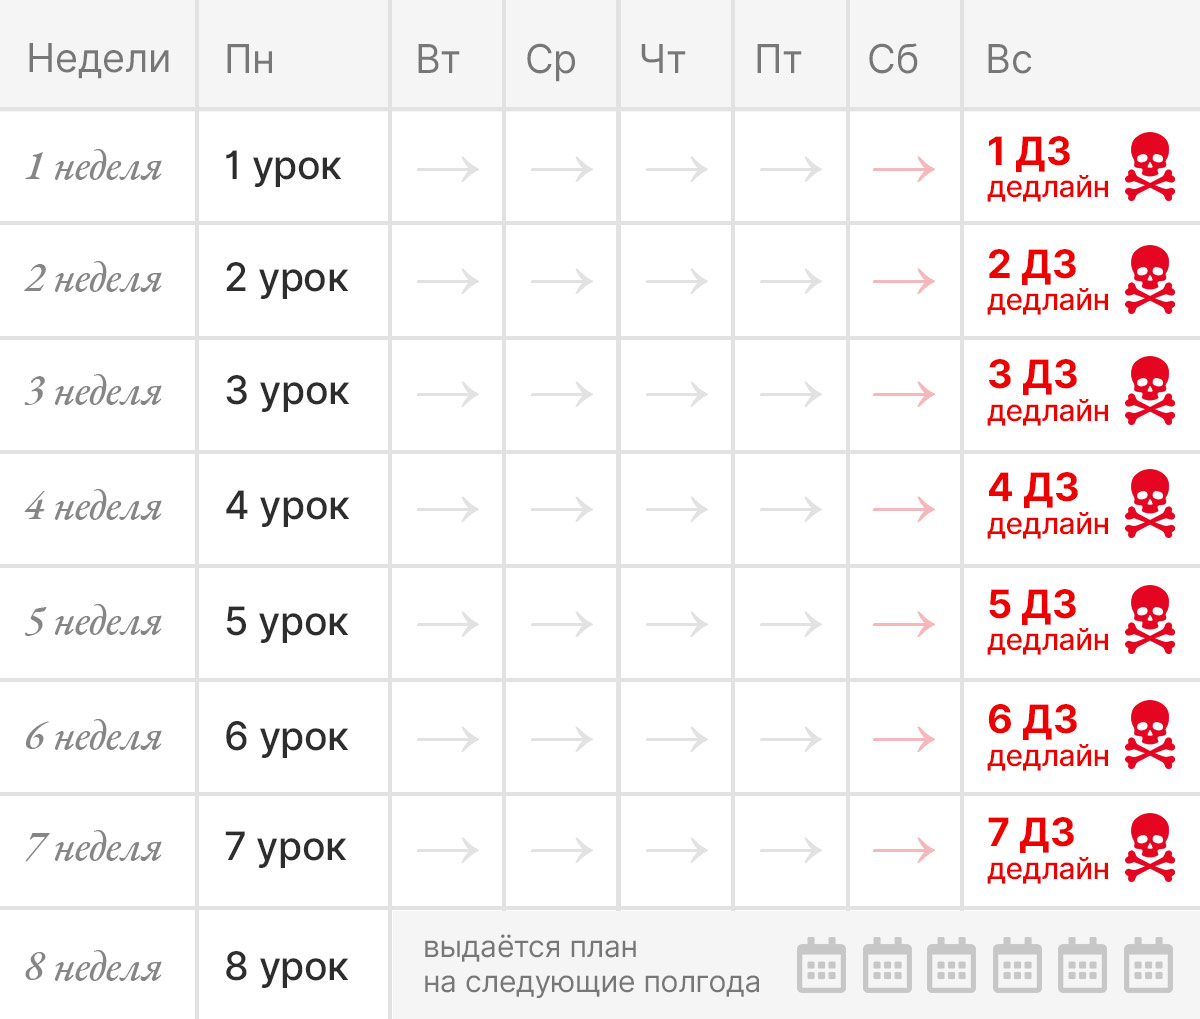 Недели Пн Вт Ср Чт Пт Сб Вс
1 неделя 1 урок 1 ДЗ
дедлайн
2 неделя 2 урок 2 ДЗ
дедлайн
3 неделя 3 урок 3 ДЗ
дедлайн
4 неделя 4 урок 4 ДЗ
дедлайн
5 неделя 5 урок 5 ДЗ
дедлайн
6 неделя 6 урок 6 ДЗ
дедлайн
7 неделя 7 урок 7 ДЗ
дедлайн
8 неделя 8 урок выдаётся план
на следующие полгода